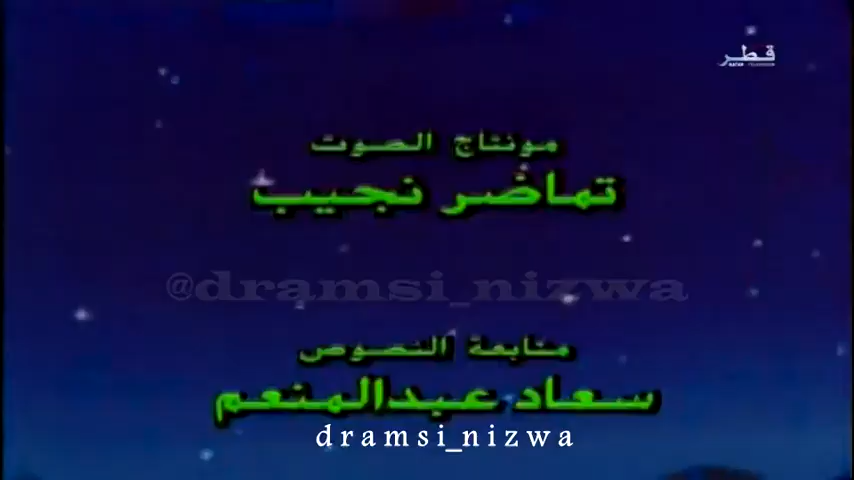 قطر
مونتاج الصوت
تماضر نجيب
@dramsi_nizwa
متابعة النصوص
سعاد عبدالمنعم
dramsi_nizwa